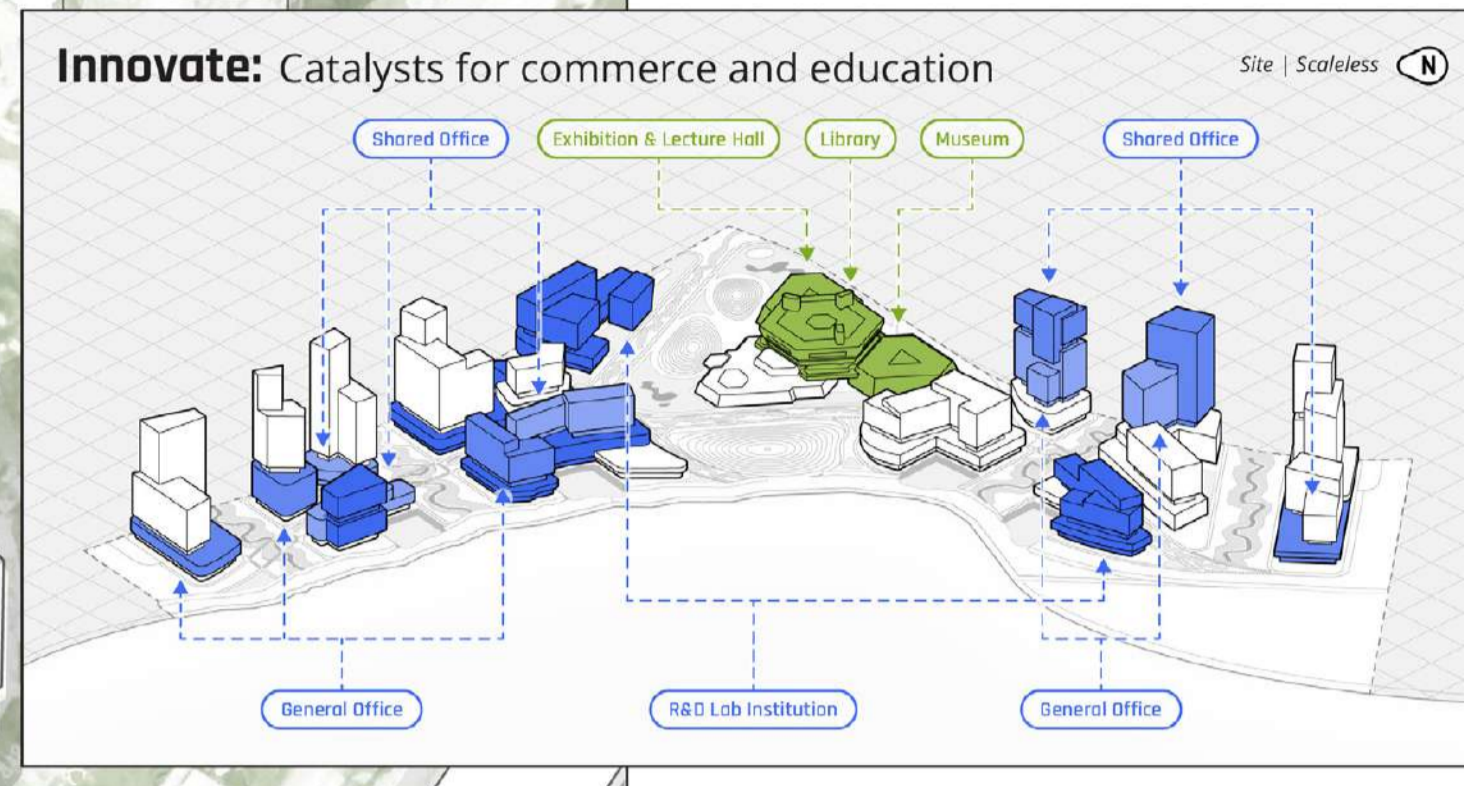 Innovate: Catalysts for commerce and education
Site | Scaleless N
Shared Office
Exhibition & Lecture Hall
Library
Museum
Shared Office
General Office
R&D Lab Institution
General Office